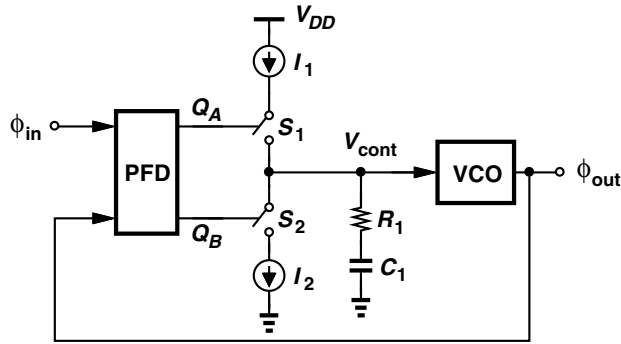 V_DD
I_1
Q_A
S_1
ϕ_in
PFD
V_cont
VCO
ϕ_out
Q_B
S_2
R_1
I_2
C_1